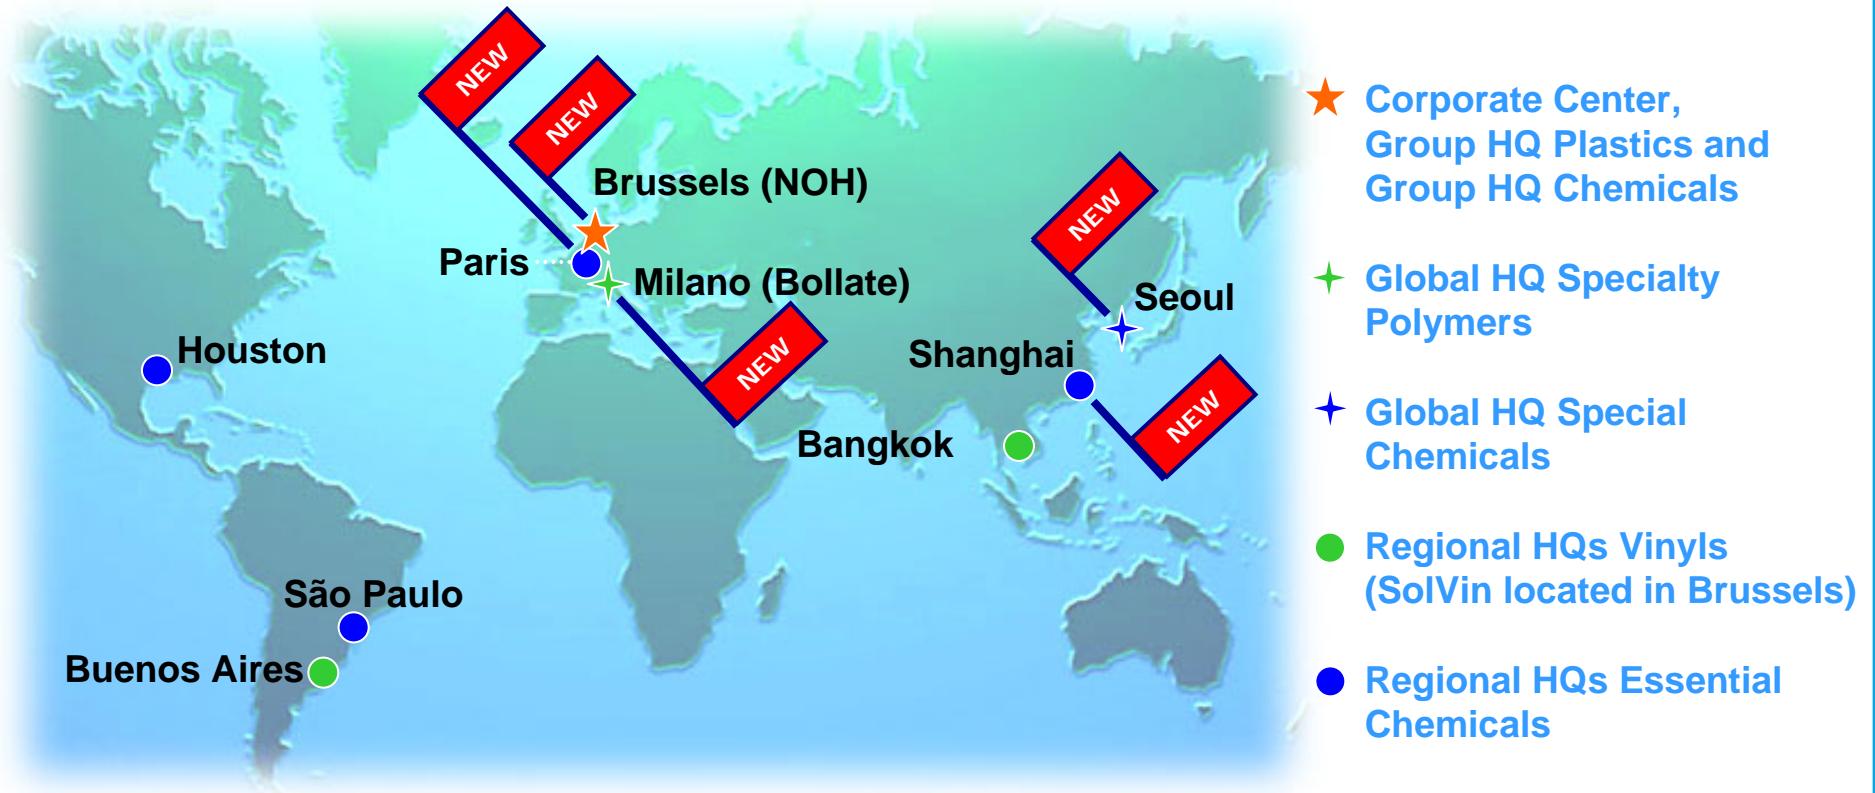 NEW
NEW
Brussels (NOH)
Paris
Milano (Bollate)
NEW
NEW
Seoul
Shanghai
NEW
Houston
Bangkok
São Paulo
Buenos Aires
Corporate Center,
Group HQ Plastics and
Group HQ Chemicals
Global HQ Specialty
Polymers
Global HQ Special
Chemicals
Regional HQs Vinyls
(SolVin located in Brussels)
Regional HQs Essential
Chemicals